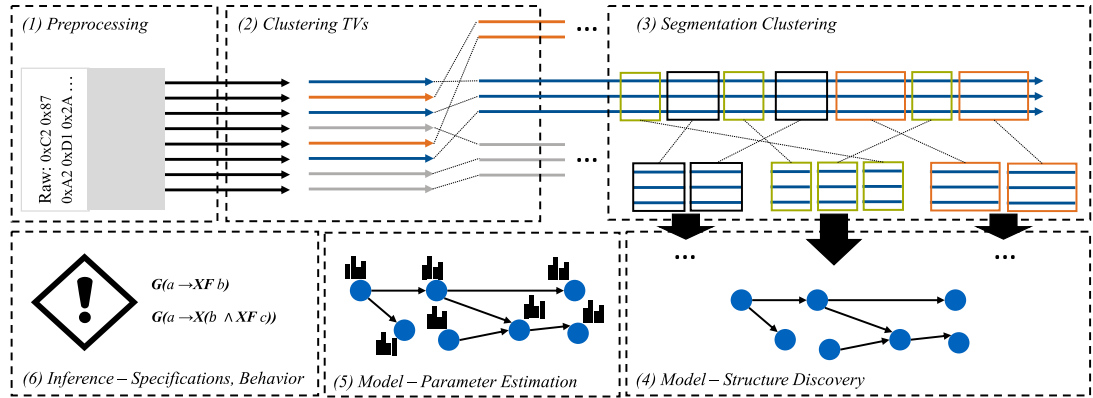 (1) Preprocessing
Raw: 0xC2 0x87
0xA2 0xD1 0x2A ...
(2) Clustering TVs
...
...
(3) Segmentation Clustering
...
...
(4) Model – Structure Discovery
(5) Model – Parameter Estimation
G(a →XF b)
G(a →X(b ∧ XF c))
(6) Inference – Specifications, Behavior